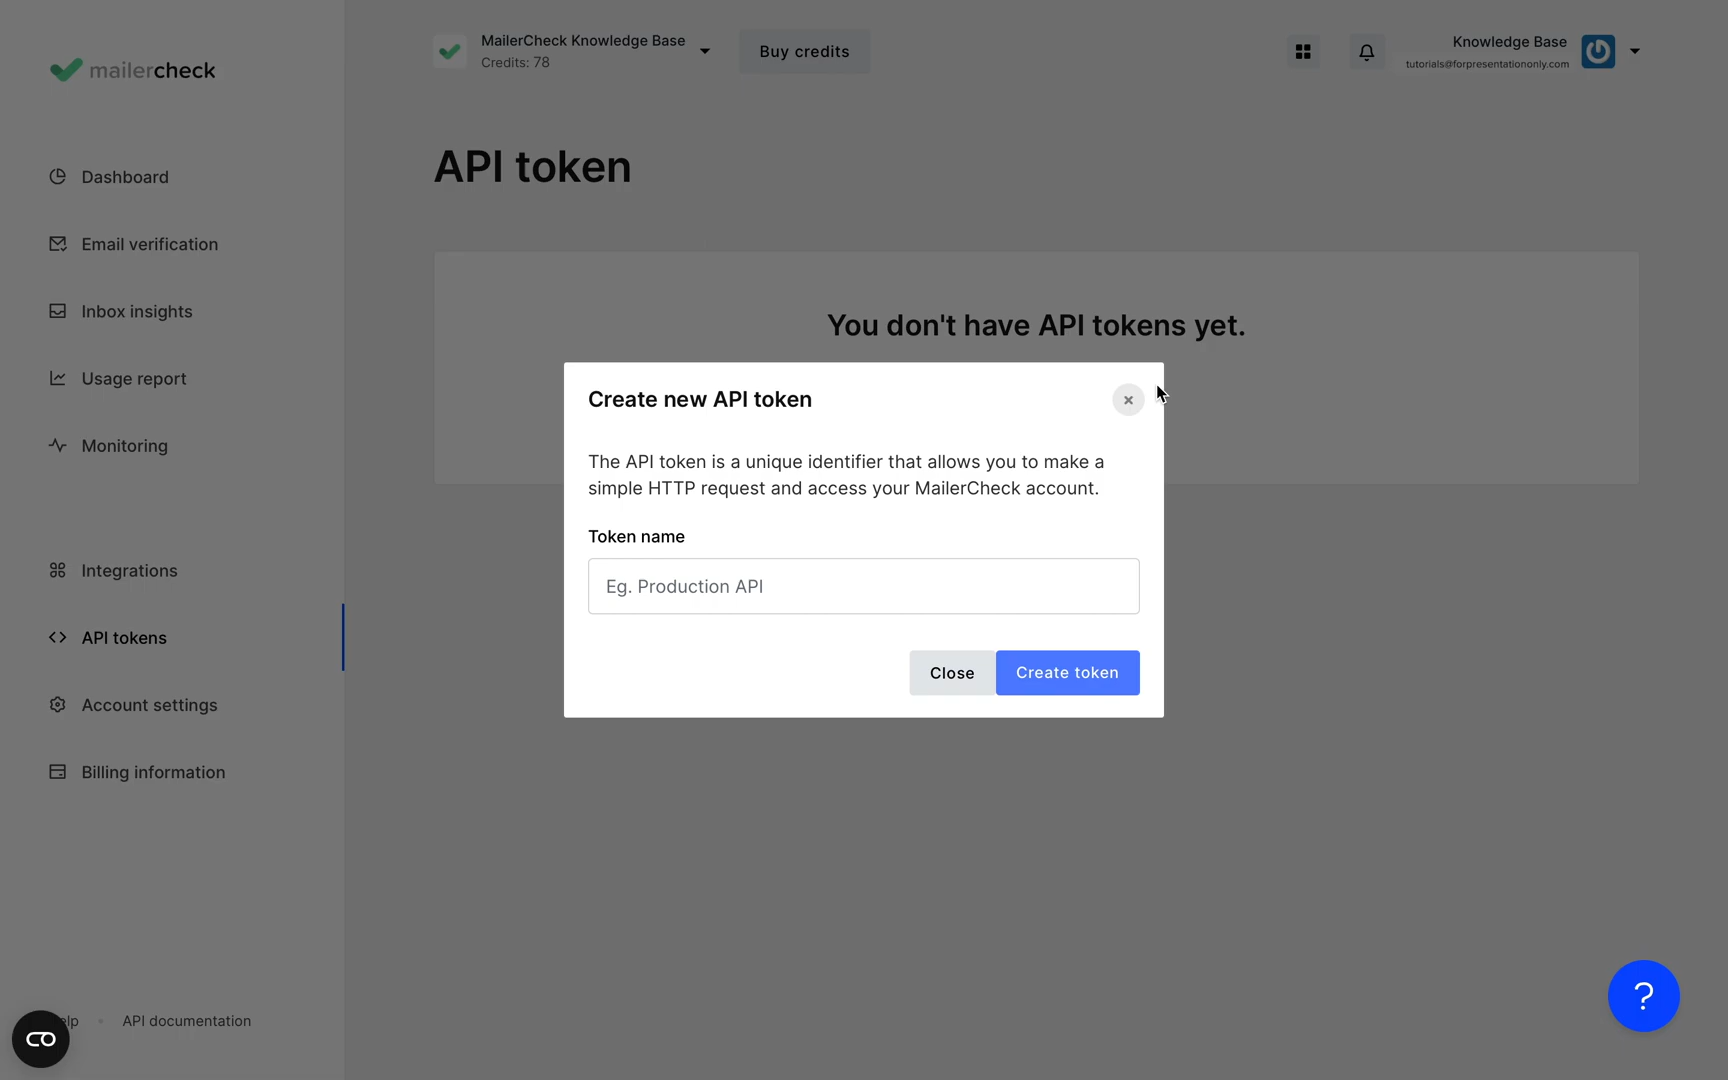 mailercheck
MailerCheck Knowledge Base
Credits: 78
Buy credits
Knowledge Base
tutorials@forpresentationonly.com
Dashboard
Email verification
Inbox insights
Usage report
Monitoring
Integrations
API tokens
Account settings
Billing information
API documentation
API token
You don't have API tokens yet.
Create new API token
×
The API token is a unique identifier that allows you to make a
simple HTTP request and access your MailerCheck account.
Token name
Eg. Production API
Close
Create token
?